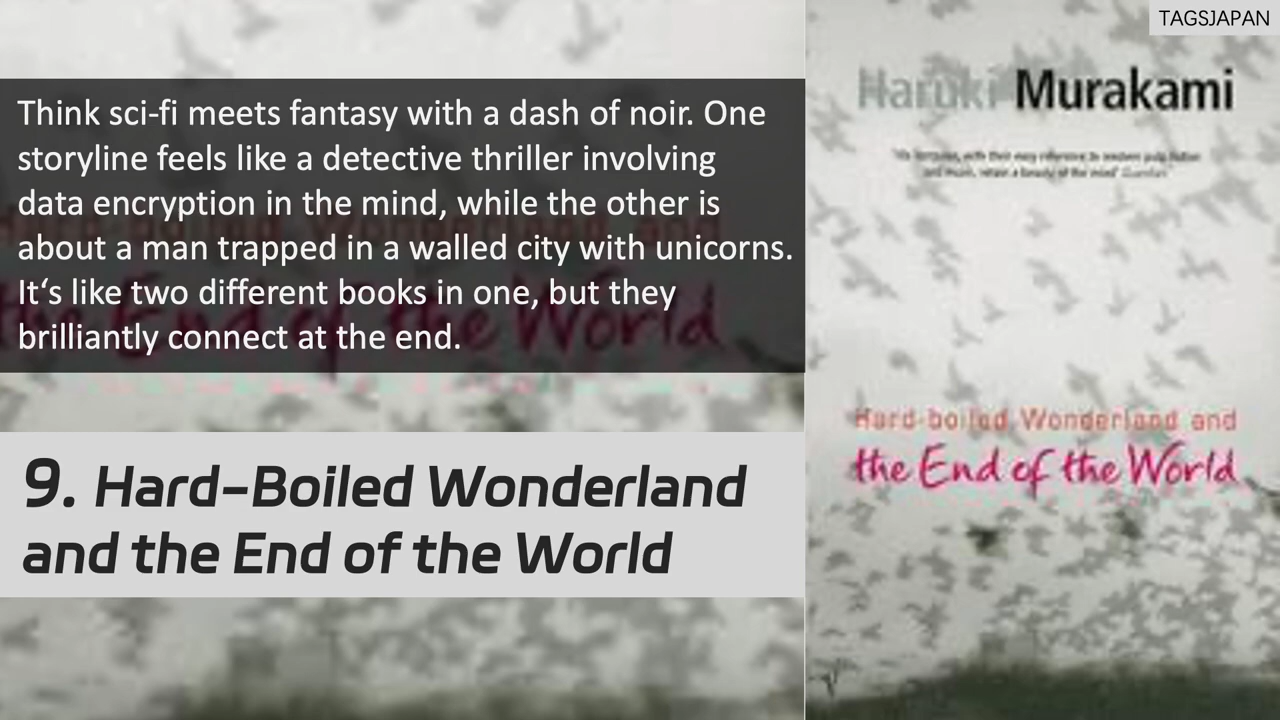 TAGSJAPAN
Think sci-fi meets fantasy with a dash of noir. One
storyline feels like a detective thriller involving
data encryption in the mind, while the other is
about a man trapped in a walled city with unicorns.
It‘s like two different books in one, but they
brilliantly connect at the end.
9. Hard-Boiled Wonderland
and the End of the World
Haruki Murakami
Hard-boiled Wonderland and
the End of the World